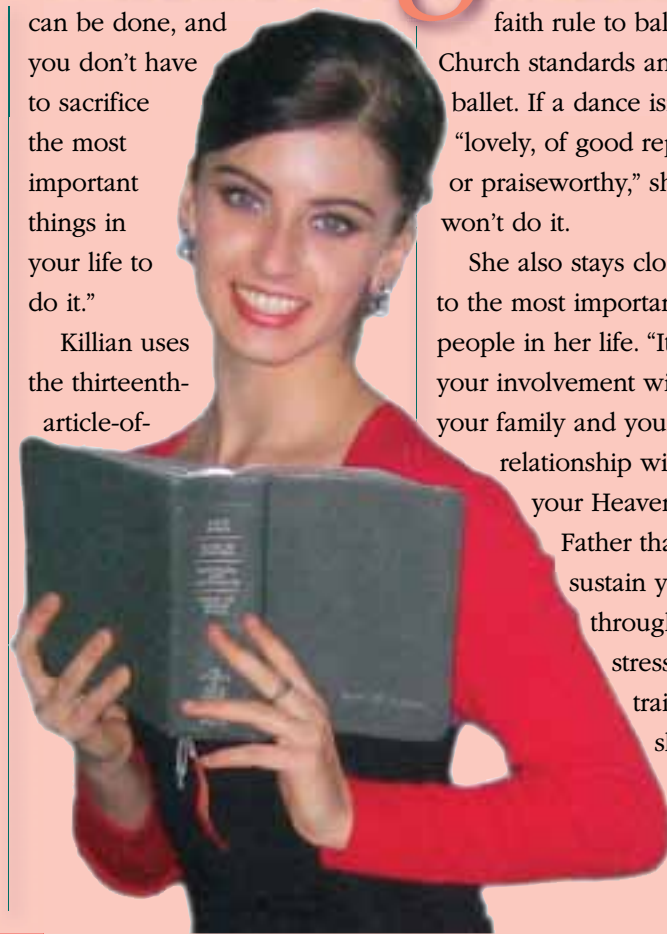 can be done, and
you don’t have
to sacrifice
the most
important
things in
your life to
do it.”
Killian uses
the thirteenth-
article-of-
faith rule to bal
Church standards an
ballet. If a dance is
“lovely, of good rep
or praiseworthy,” sh
won’t do it.
She also stays clo
to the most importan
people in her life. “It
your involvement wi
your family and you
relationship wi
your Heaven
Father tha
sustain y
through
stress
trai
sh